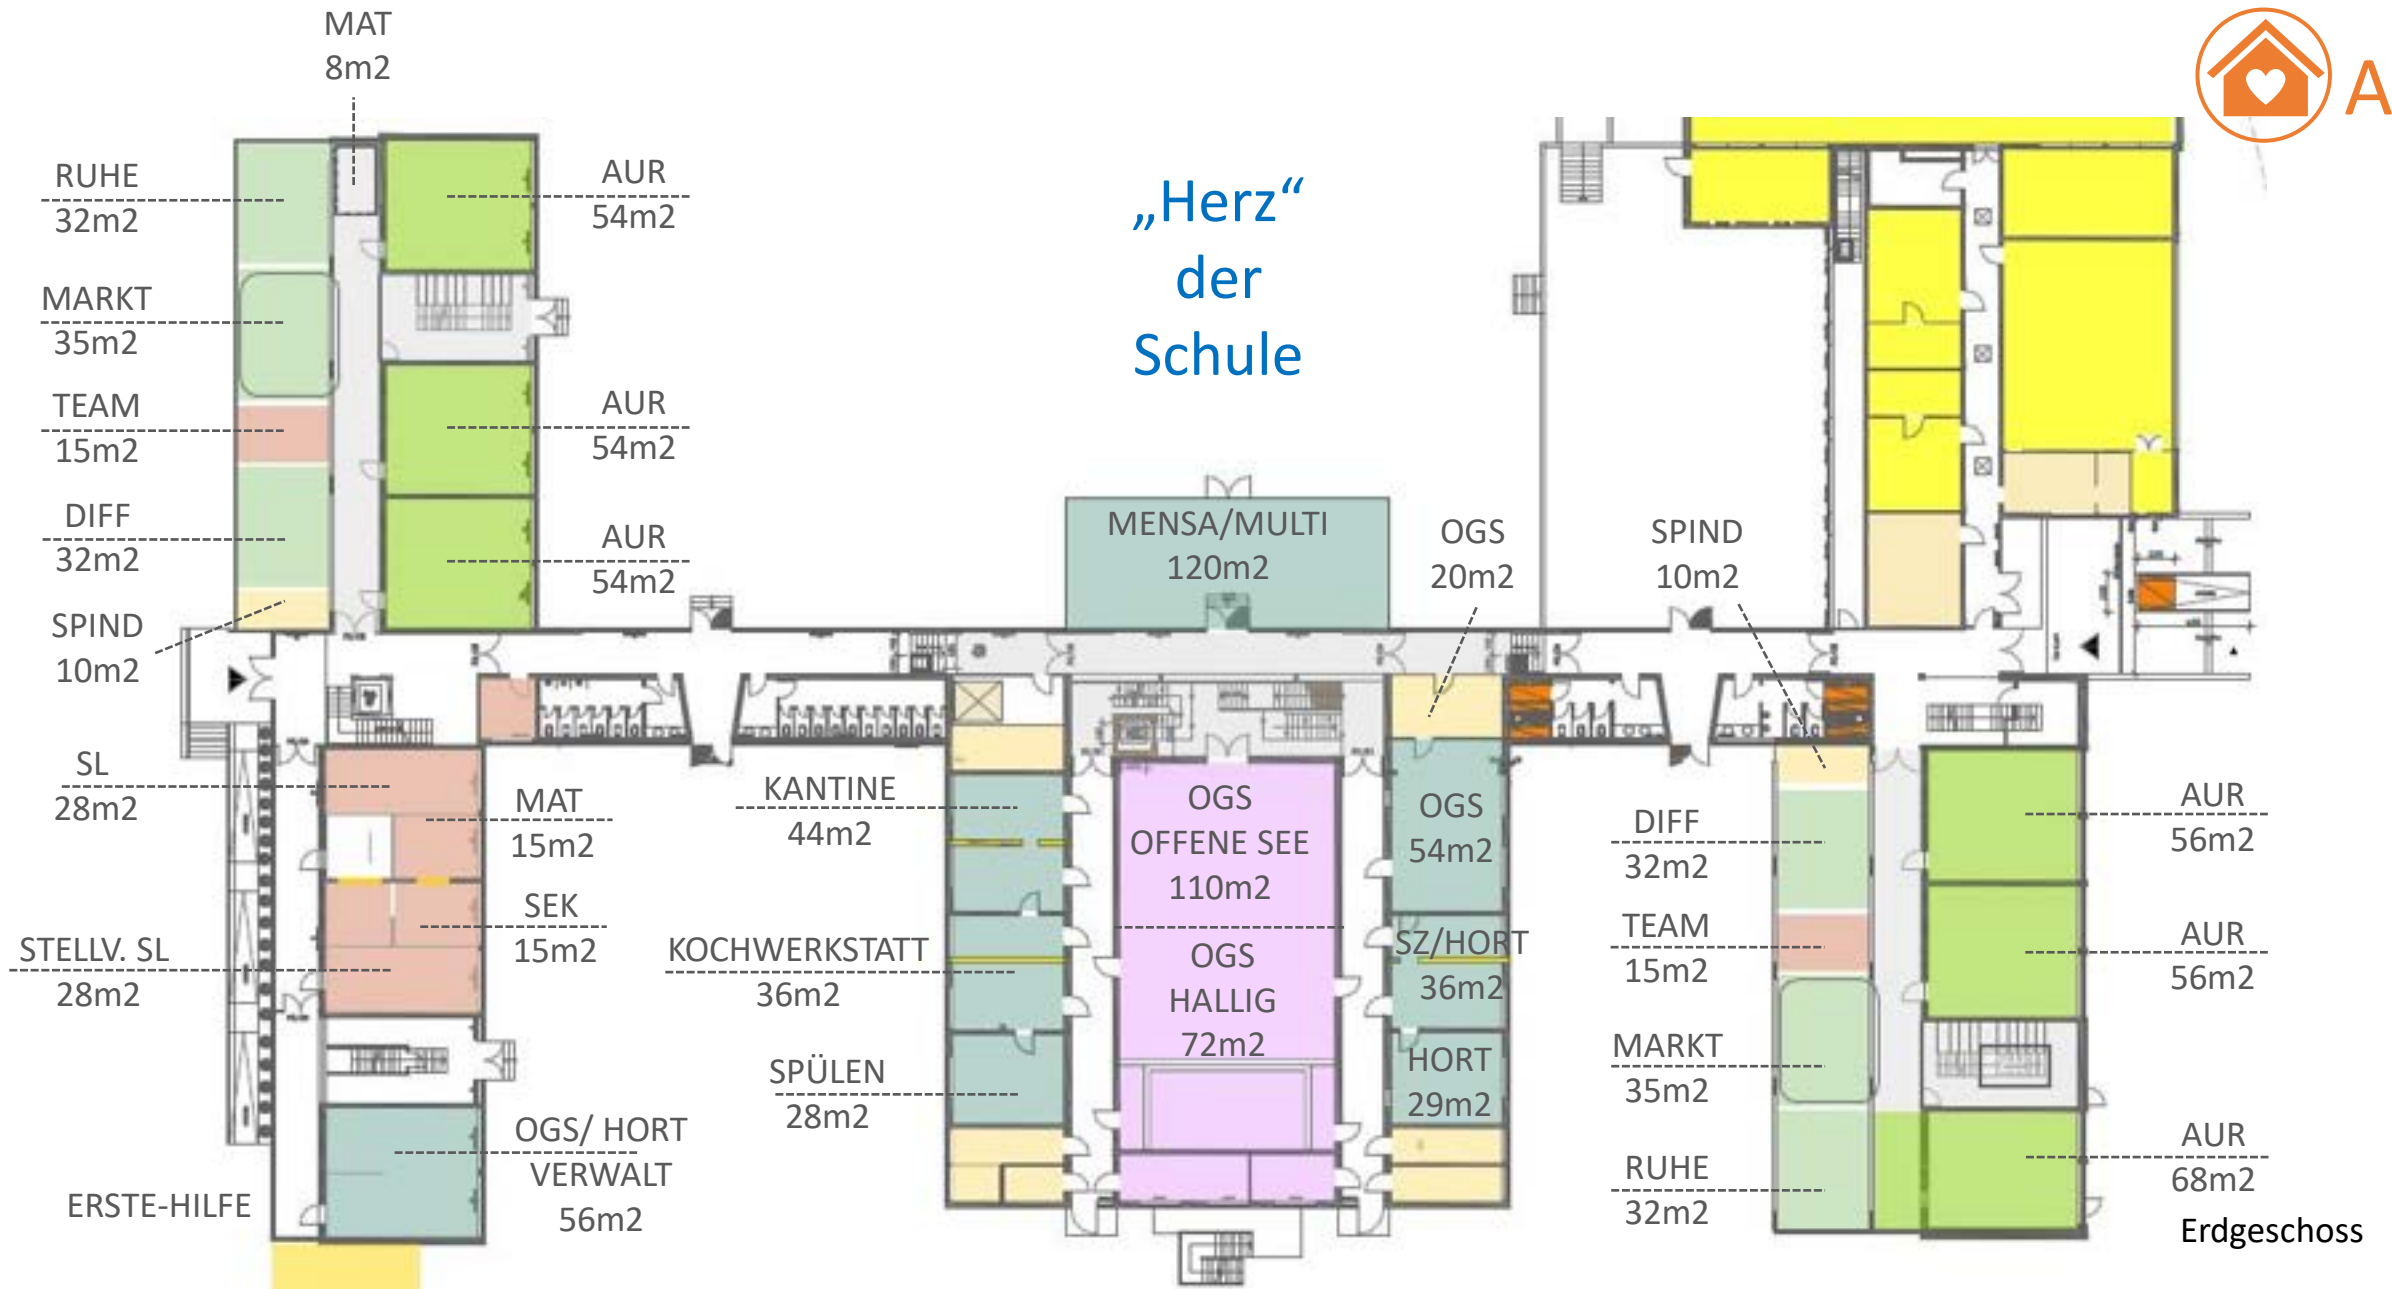 MAT
8m2
A
RUHE
32m2
AUR
54m2
„Herz“
der
Schule
MARKT
35m2
TEAM
15m2
AUR
54m2
DIFF
32m2
AUR
54m2
MENSA/MULTI
120m2
OGS
20m2
SPIND
10m2
SPIND
10m2
SL
28m2
MAT
15m2
KANTINE
44m2
OGS
OFFENE SEE
110m2
OGS
54m2
DIFF
32m2
AUR
56m2
SEK
15m2
STELLV. SL
28m2
KOCHWERKSTATT
36m2
OGS
HALLIG
72m2
SZ/HORT
36m2
TEAM
15m2
AUR
56m2
SPÜLEN
28m2
HORT
29m2
MARKT
35m2
OGS/ HORT
VERWALT
56m2
ERSTE-HILFE
RUHE
32m2
AUR
68m2
Erdgeschoss